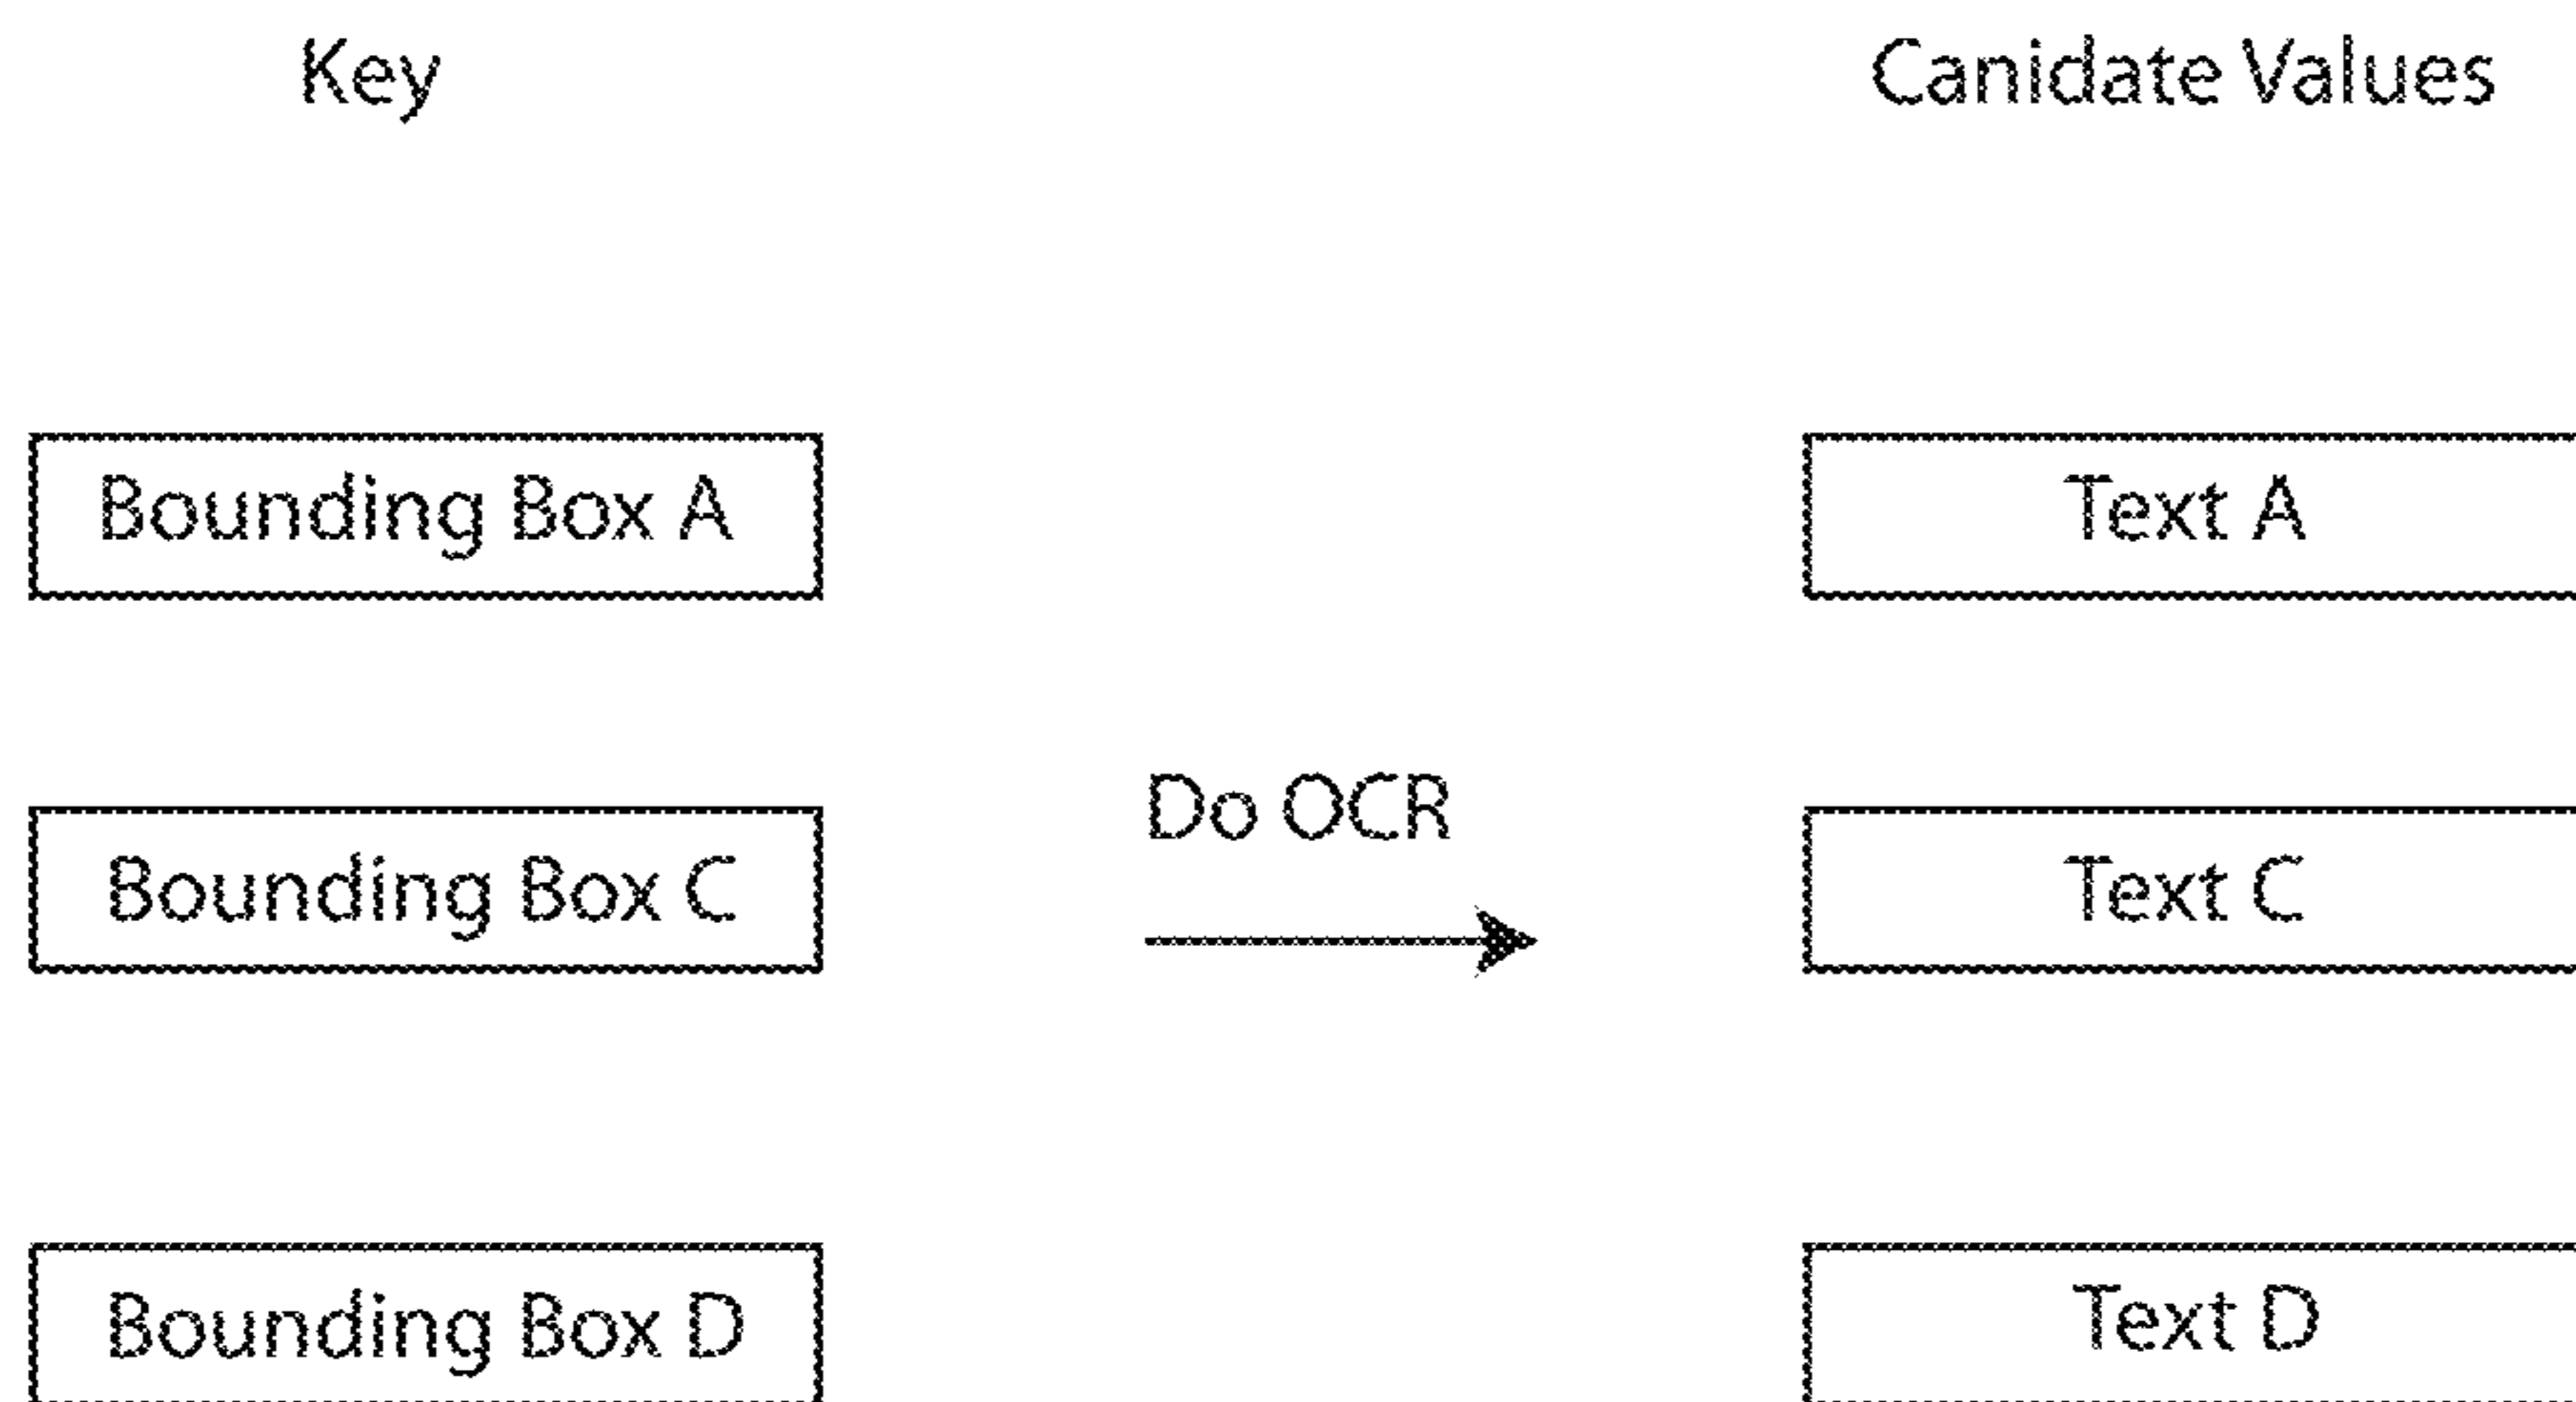 Key
Canidate Values
Bounding Box A
Text A
Do OCR
Bounding Box C
Text C
Bounding Box D
Text D